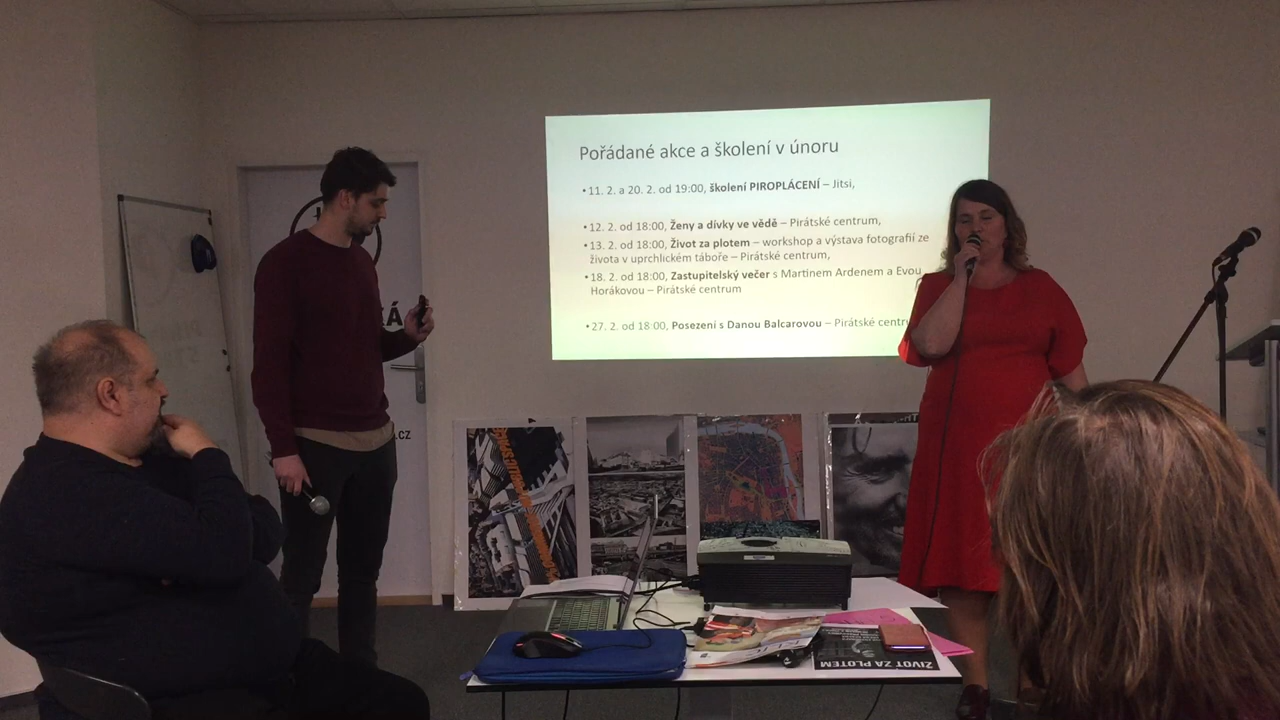 Pořádané akce a školení v únoru
• 11. 2. a 20. 2. od 19:00, školení PIROPLÁCENÍ – Jitsi,
• 12. 2. od 18:00, Ženy a dívky ve vědě – Pirátské centrum,
• 13. 2. od 18:00, Život za plotem – workshop a výstava fotografií ze
života v uprchlickém táboře – Pirátské centrum,
• 18. 2. od 18:00, Zastupitelský večer s Martinem Ardenem a Evou
Horákovou – Pirátské centrum
• 27. 2. od 18:00, Posezení s Danou Balcarovou – Pirátské
.CZ
ŽIVOT ZA PLOTEM